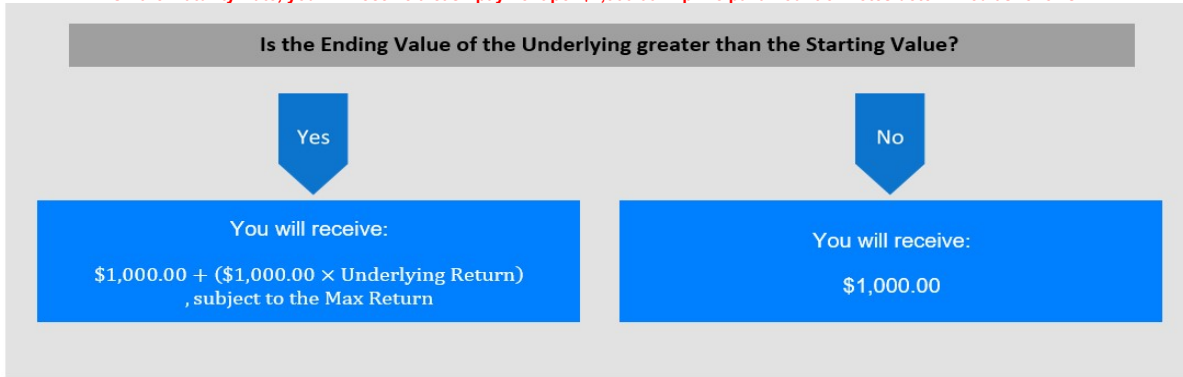 Is the Ending Value of the Underlying greater than the Starting Value?
Yes
No
You will receive:
$1,000.00 + ($1,000.00 × Underlying Return)
, subject to the Max Return
You will receive:
$1,000.00